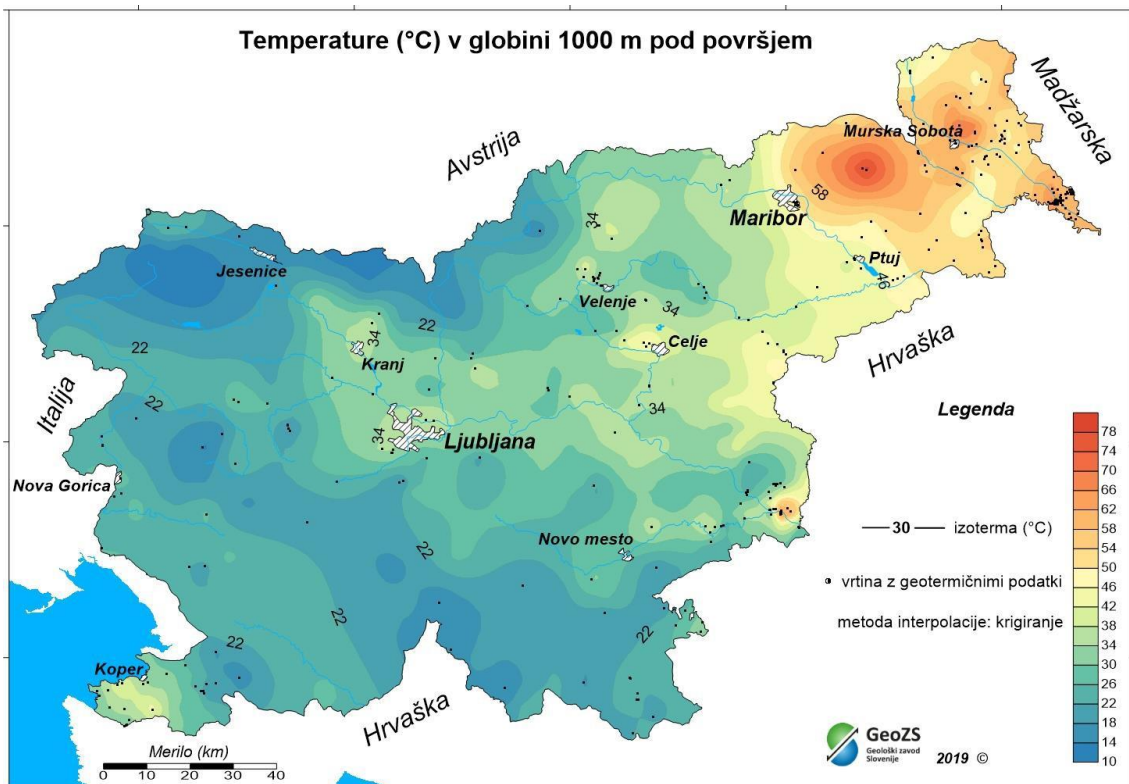 Temperature (°C) v globini 1000 m pod površjem
Avstrija
Madžarska
Murska Sobota
58
Maribor
34
Ptuj
46
Jesenice
Velenje
34
22
34
Kranj
Celje
22
Hrvaška
Italija
22
34
34
Ljubljana
Nova Gorica
Novo mesto
22
22
22
22
Koper
Hrvaška
Merilo (km)
0 10 20 30 40
Legenda
30 izoterma (°C)
vrtina z geotermičnimi podatki
metoda interpolacije: krigiranje
78
74
70
66
62
58
54
50
46
42
38
34
30
26
22
18
14
10
GeoZS
Geološki zavod
Slovenije
2019 ©